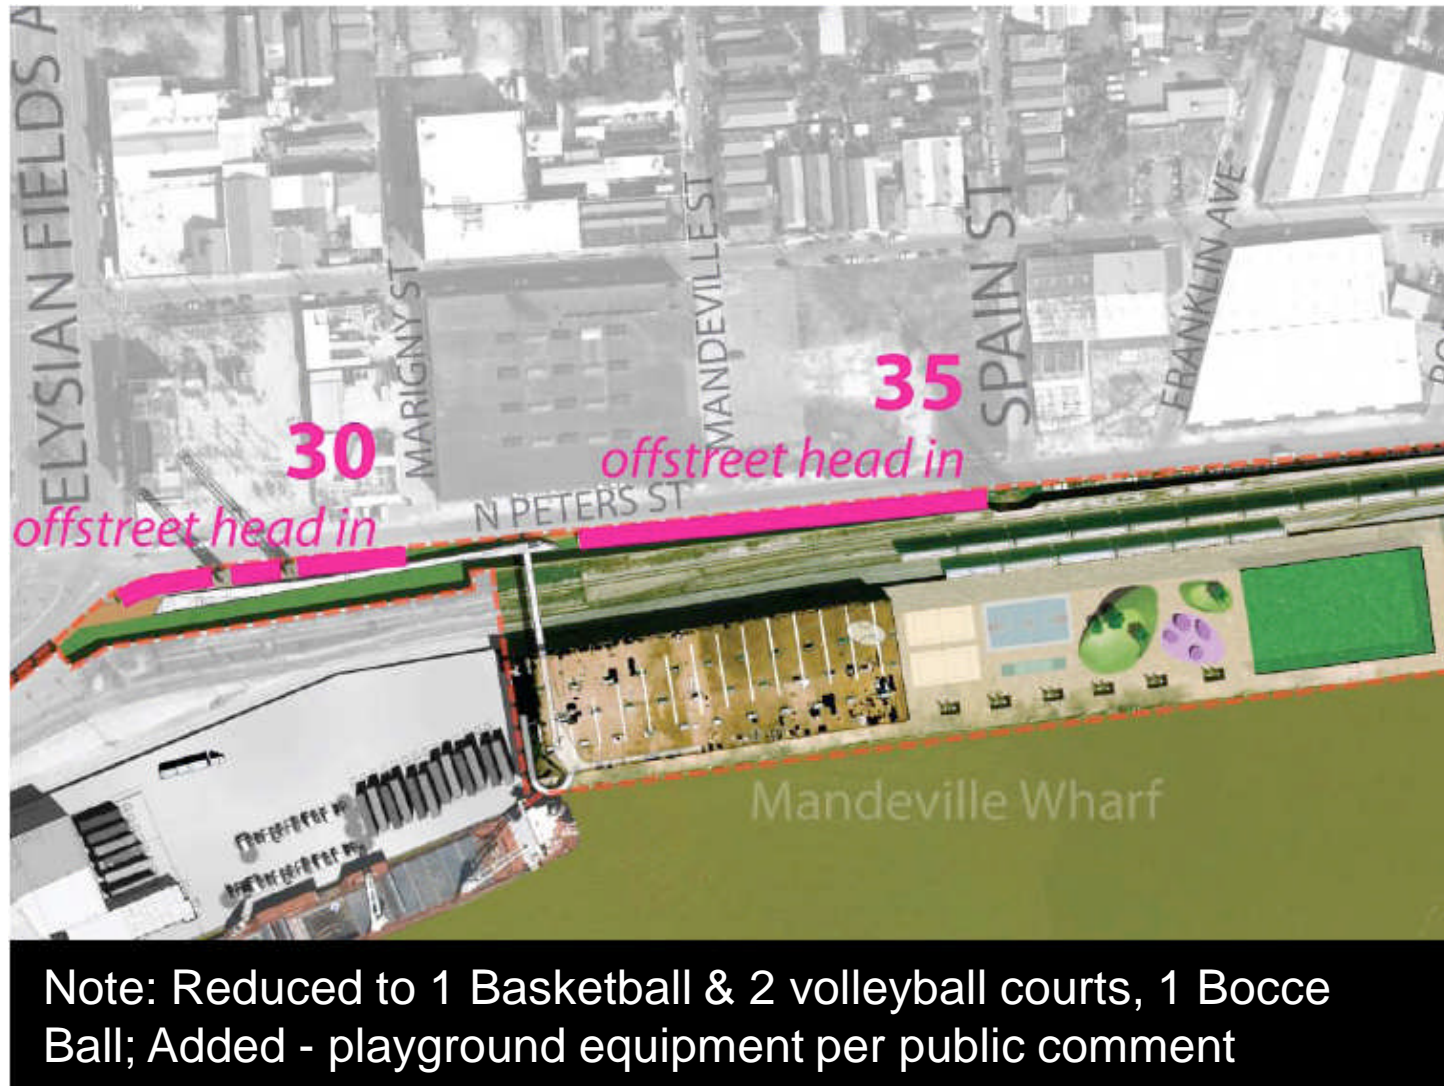 ELYSIAN FIELDS A
MARIGNY ST
MANDEVILLE ST
SPAIN ST
FRANKLIN AVE
PO
30
offstreet head in
35
offstreet head in
N PETERS ST
Mandeville Wharf
Note: Reduced to 1 Basketball & 2 volleyball courts, 1 Bocce
Ball; Added - playground equipment per public comment